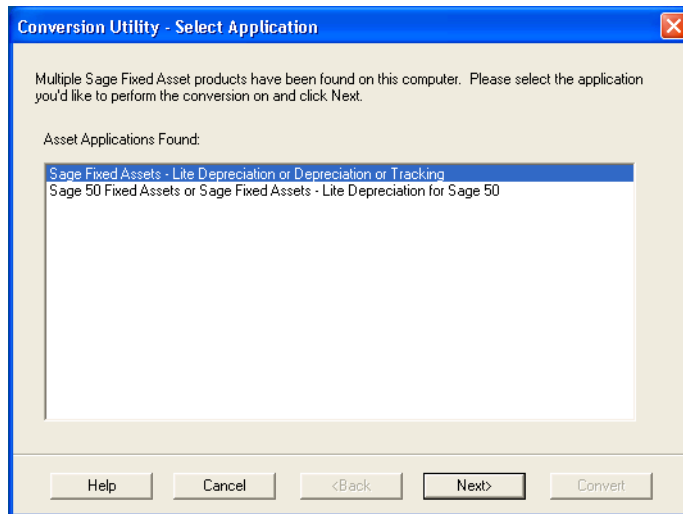 Conversion Utility - Select Application
Multiple Sage Fixed Asset products have been found on this computer.  Please select the application
you'd like to perform the conversion on and click Next.
Asset Applications Found:
Sage Fixed Assets - Lite Depreciation or Depreciation or Tracking
Sage 50 Fixed Assets or Sage Fixed Assets - Lite Depreciation for Sage 50
Help Cancel <Back Next> Convert